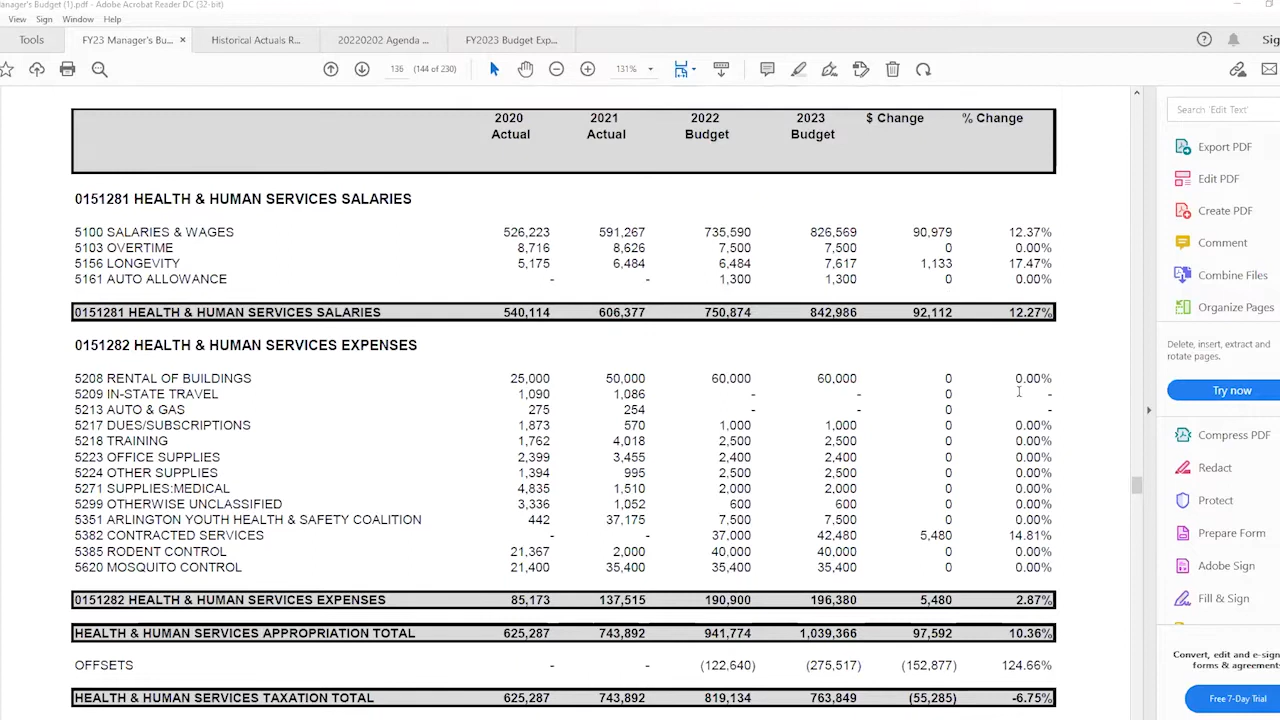 anager's Budget (1).pdf - Adobe Acrobat Reader DC (32-bit)
View Sign Window Help
Tools FY23 Manager's Bu... × Historical Actuals R... 20220202 Agenda ... FY2023 Budget Exp... Sig
136 (144 of 230) 131%
2020 2021 2022 2023 $ Change % Change
Actual Actual Budget Budget
0151281 HEALTH & HUMAN SERVICES SALARIES
5100 SALARIES & WAGES 526,223 591,267 735,590 826,569 90,979 12.37%
5103 OVERTIME 8,716 8,626 7,500 7,500 0 0.00%
5156 LONGEVITY 5,175 6,484 6,484 7,617 1,133 17.47%
5161 AUTO ALLOWANCE - - 1,300 1,300 0 0.00%
0151281 HEALTH & HUMAN SERVICES SALARIES 540,114 606,377 750,874 842,986 92,112 12.27%
0151282 HEALTH & HUMAN SERVICES EXPENSES
5208 RENTAL OF BUILDINGS 25,000 50,000 60,000 60,000 0 0.00%
5209 IN-STATE TRAVEL 1,090 1,086 - - 0 -
5213 AUTO & GAS 275 254 - - 0 -
5217 DUES/SUBSCRIPTIONS 1,873 570 1,000 1,000 0 0.00%
5218 TRAINING 1,762 4,018 2,500 2,500 0 0.00%
5223 OFFICE SUPPLIES 2,399 3,455 2,400 2,400 0 0.00%
5224 OTHER SUPPLIES 1,394 995 2,500 2,500 0 0.00%
5271 SUPPLIES:MEDICAL 4,835 1,510 2,000 2,000 0 0.00%
5299 OTHERWISE UNCLASSIFIED 3,336 1,052 600 600 0 0.00%
5351 ARLINGTON YOUTH HEALTH & SAFETY COALITION 442 37,175 7,500 7,500 0 0.00%
5382 CONTRACTED SERVICES - - 37,000 42,480 5,480 14.81%
5385 RODENT CONTROL 21,367 2,000 40,000 40,000 0 0.00%
5620 MOSQUITO CONTROL 21,400 35,400 35,400 35,400 0 0.00%
0151282 HEALTH & HUMAN SERVICES EXPENSES 85,173 137,515 190,900 196,380 5,480 2.87%
HEALTH & HUMAN SERVICES APPROPRIATION TOTAL 625,287 743,892 941,774 1,039,366 97,592 10.36%
OFFSETS - - (122,640) (275,517) (152,877) 124.66%
HEALTH & HUMAN SERVICES TAXATION TOTAL 625,287 743,892 819,134 763,849 (55,285) -6.75%
Search 'Edit Text'
Export PDF
Edit PDF
Create PDF
Comment
Combine Files
Organize Pages
Delete, insert, extract and
rotate pages.
Try now
Compress PDF
Redact
Protect
Prepare Form
Adobe Sign
Fill & Sign
Convert, edit and e-sign
forms & agreements
Free 7-Day Trial